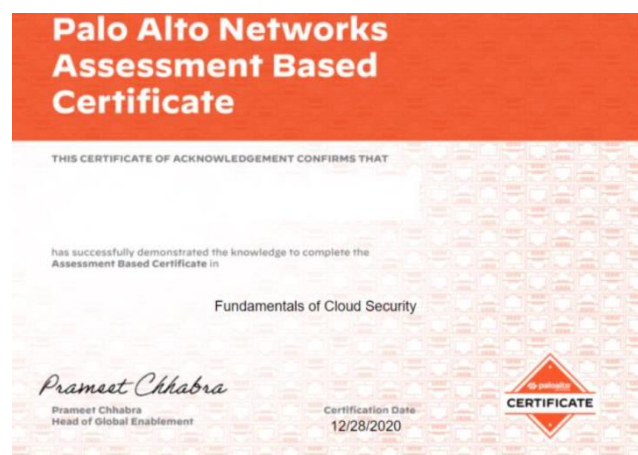 Palo Alto Networks
Assessment Based
Certificate
THIS CERTIFICATE OF ACKNOWLEDGEMENT CONFIRMS THAT
has successfully demonstrated the knowledge to complete the
Assessment Based Certificate in
Fundamentals of Cloud Security
Prameet Chhabra
Prameet Chhabra
Head of Global Enablement
Certification Date
12/28/2020
paloalto
CERTIFICATE